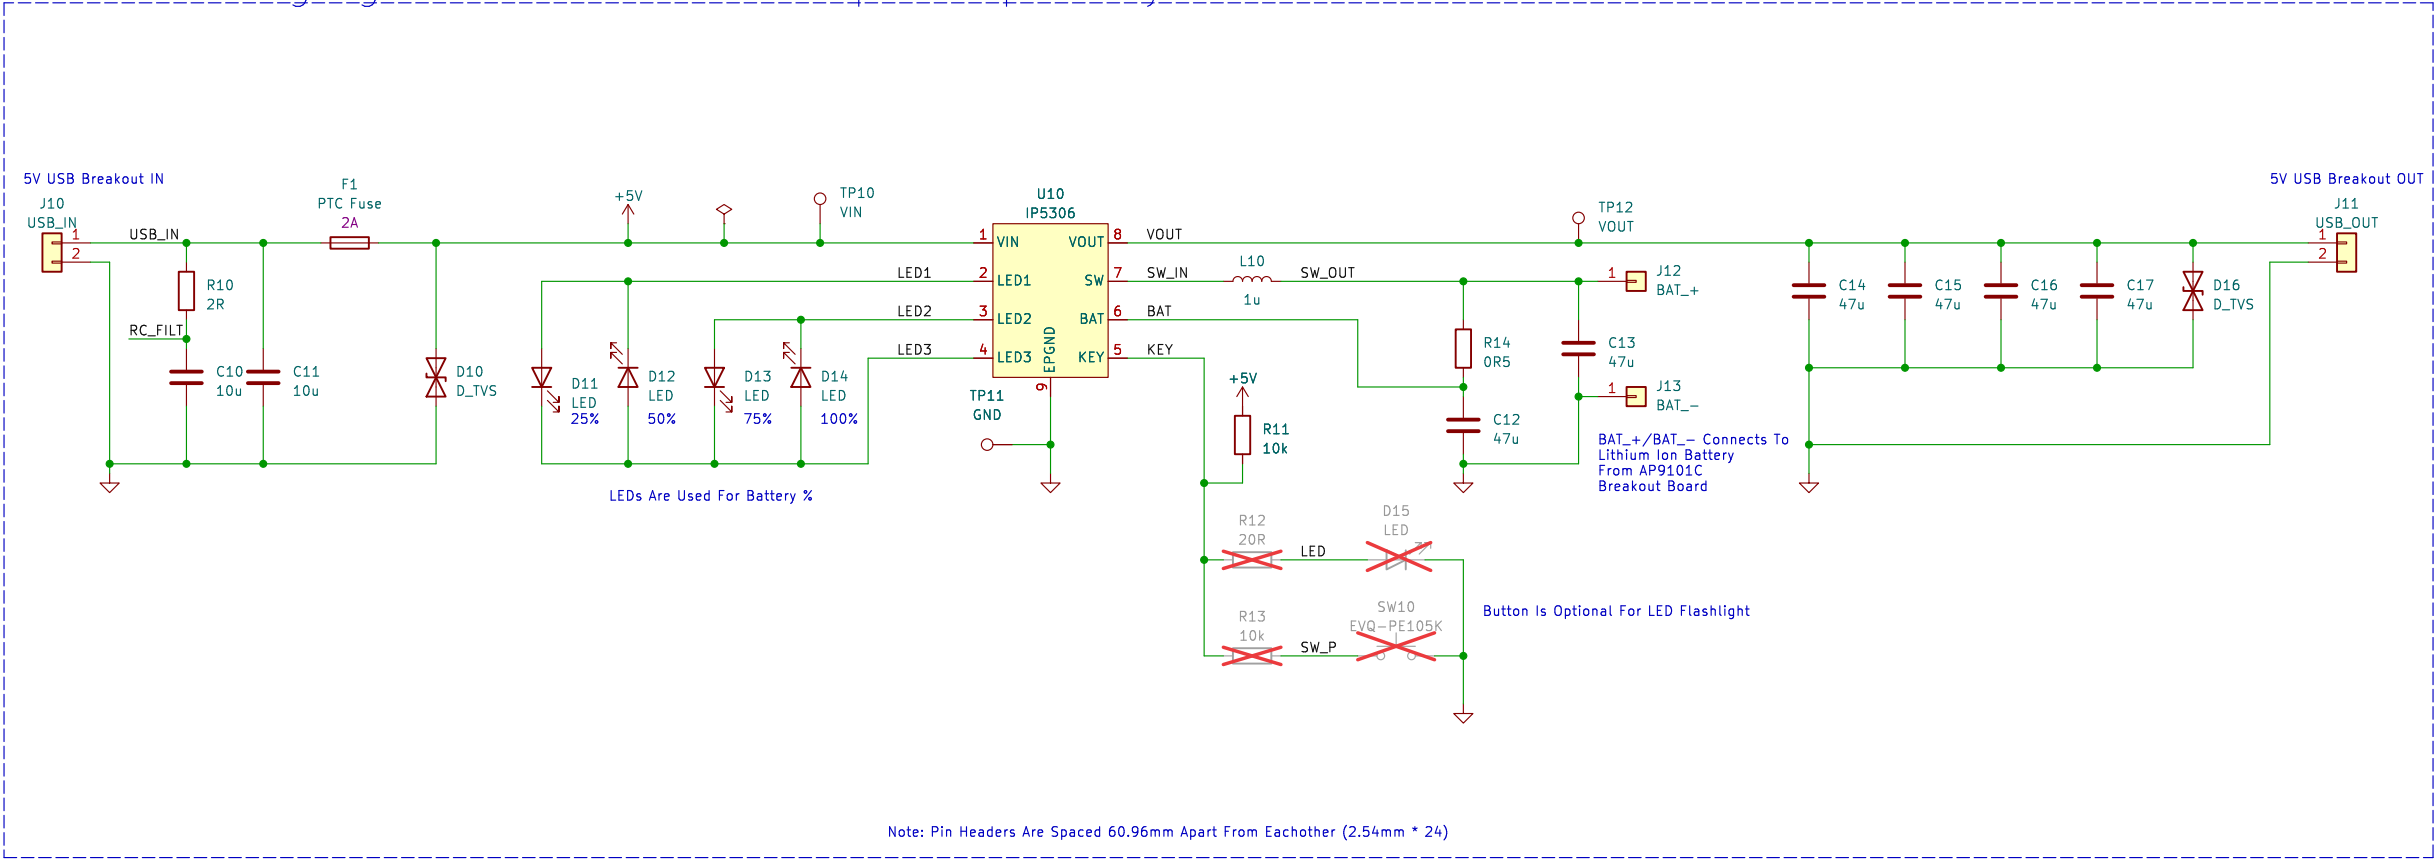 5V USB Breakout IN
J10
USB_IN
1
2
USB_IN
R10
2R
RC_FILT
C10
10u
C11
10u
F1
PTC Fuse
2A
D10
D_TVS
+5V
TP10
VIN
LED1
LED2
LED3
D11
LED
25%
D12
LED
50%
D13
LED
75%
D14
LED
100%
LEDs Are Used For Battery %
U10
IP5306
1
VIN
2
LED1
3
LED2
4
LED3
VOUT
8
SW
7
BAT
6
KEY
5
EPGND
9
TP11
GND
VOUT
SW_IN
BAT
KEY
L10
1u
SW_OUT
+5V
R11
10k
R12
20R
LED
D15
LED
R13
10k
SW_P
SW10
EVQ-PE105K
Button Is Optional For LED Flashlight
R14
0R5
C12
47u
C13
47u
TP12
VOUT
1
J12
BAT_+
1
J13
BAT_-
BAT_+/BAT_- Connects To
Lithium Ion Battery
From AP9101C
Breakout Board
C14
47u
C15
47u
C16
47u
C17
47u
D16
D_TVS
5V USB Breakout OUT
J11
USB_OUT
1
2
Note: Pin Headers Are Spaced 60.96mm Apart From Eachother (2.54mm * 24)